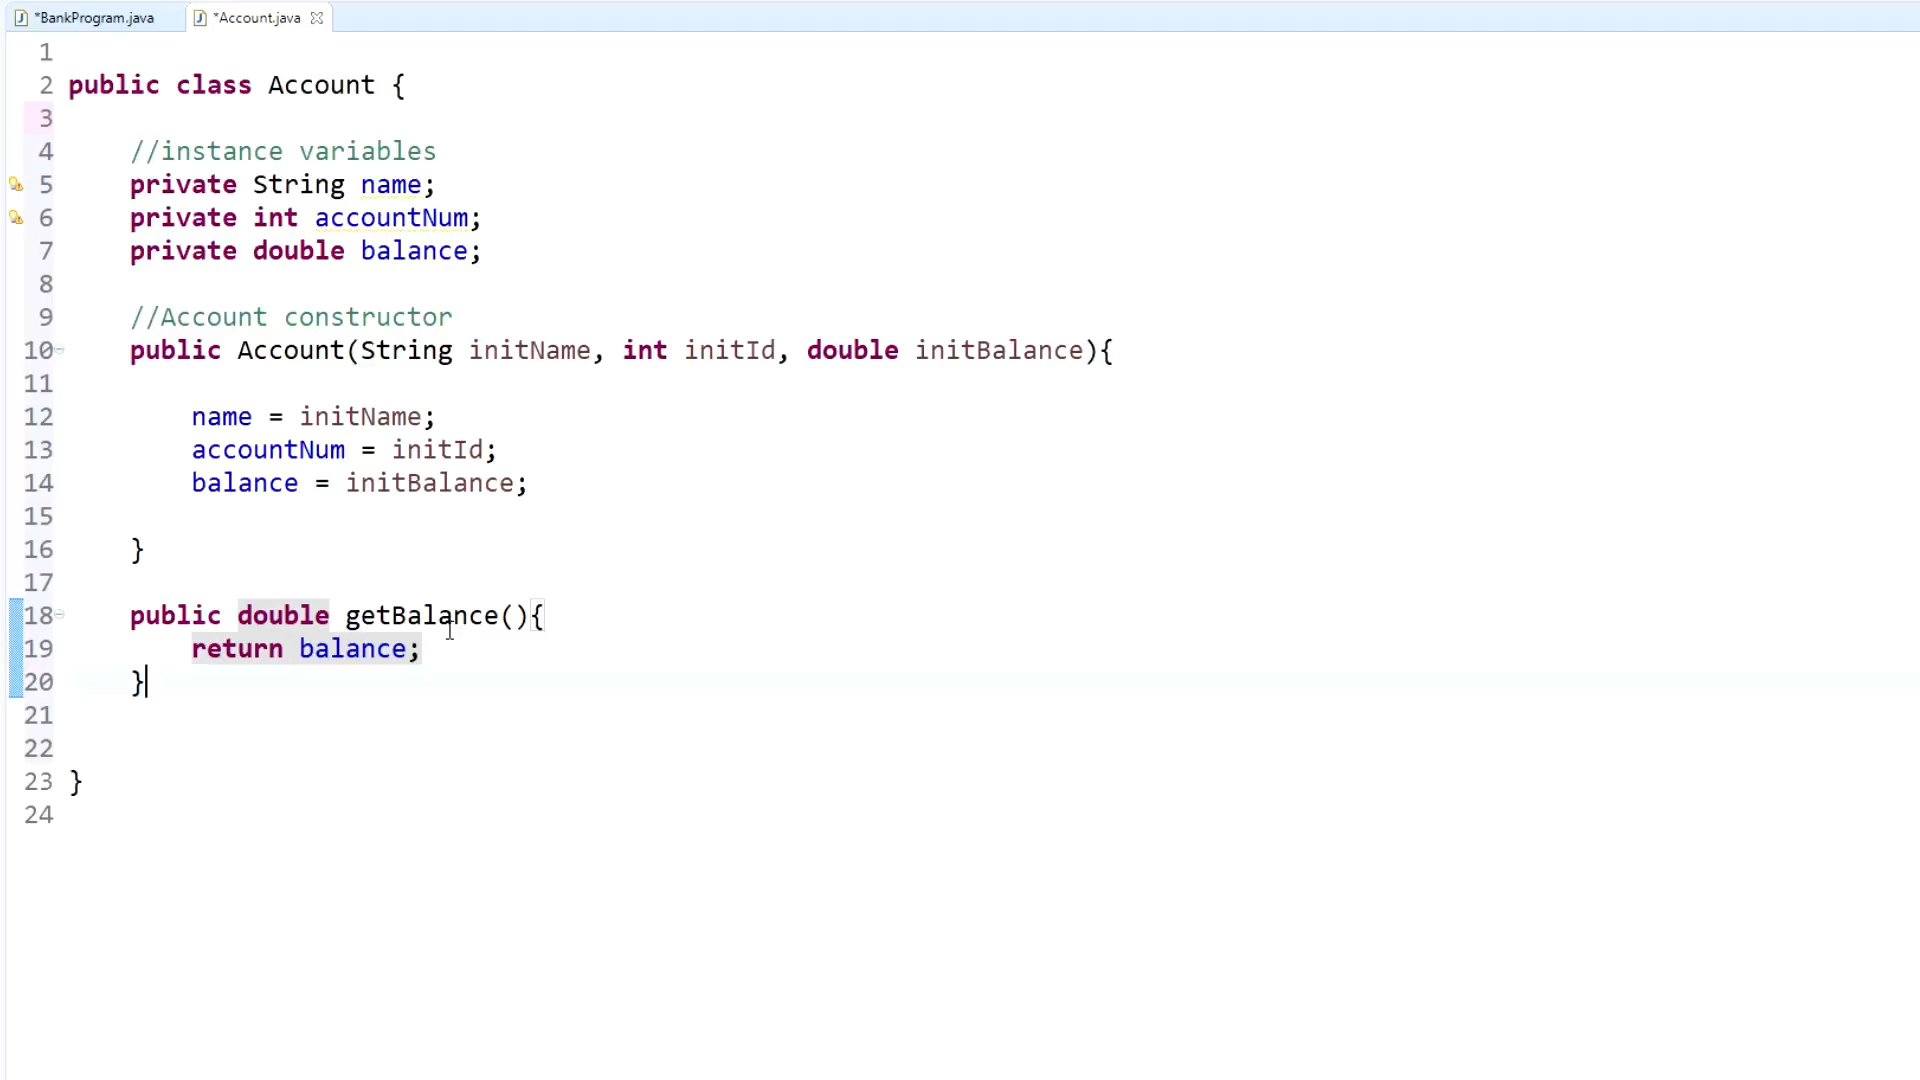 *BankProgram.java *Account.java
1
2 public class Account {
3
4 //instance variables
5 private String name;
6 private int accountNum;
7 private double balance;
8
9 //Account constructor
10 public Account(String initName, int initId, double initBalance){
11
12 name = initName;
13 accountNum = initId;
14 balance = initBalance;
15
16 }
17
18 public double getBalance(){
19 return balance;
20 }
21
22
23 }
24